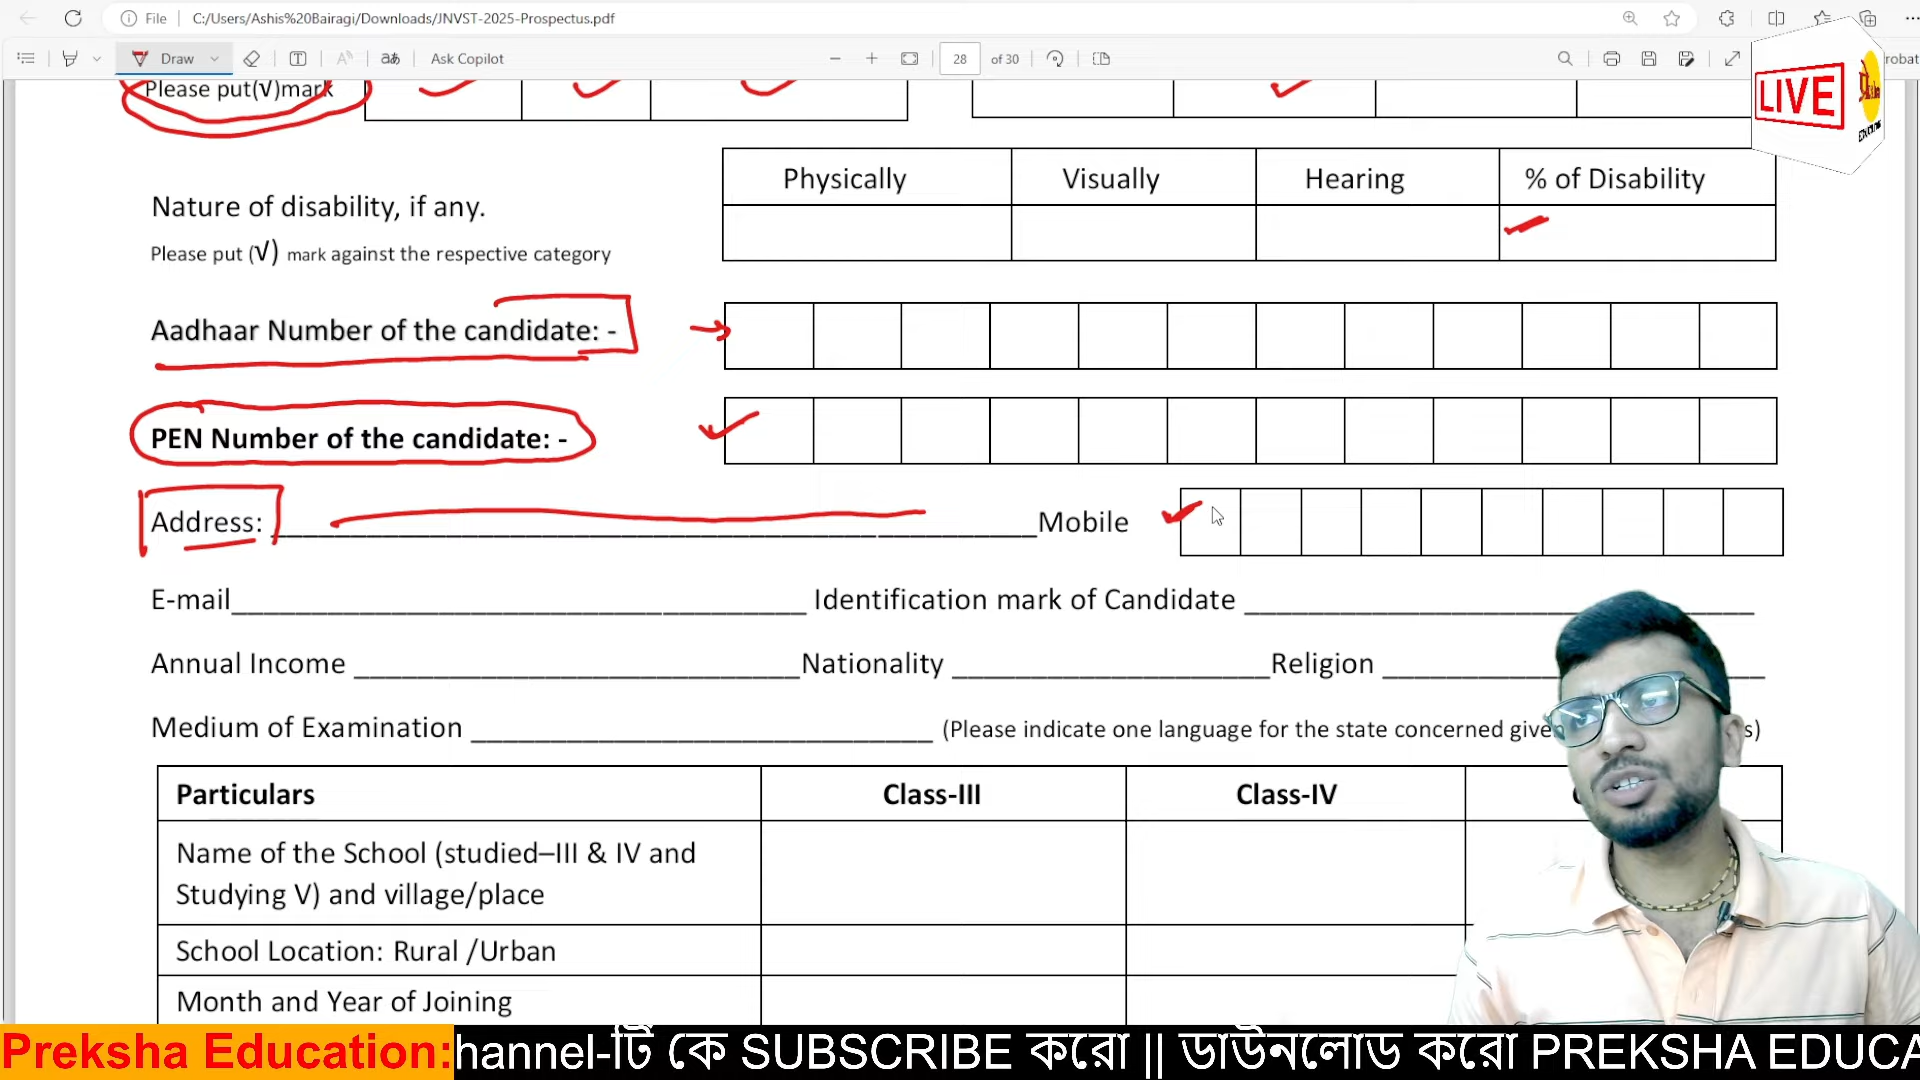 File C:/Users/Ashis%20Bairagi/Downloads/JNVST-2025-Prospectus.pdf
Draw aあ Ask Copilot 28 of 30
LIVE
Please put(√)mark
Physically Visually Hearing % of Disability
Nature of disability, if any.
Please put (√) mark against the respective category
Aadhaar Number of the candidate: -
PEN Number of the candidate: -
Address: Mobile
E-mail Identification mark of Candidate
Annual Income Nationality Religion
Medium of Examination (Please indicate one language for the state concerned give s)
Particulars Class-III Class-IV
Name of the School (studied–III & IV and
Studying V) and village/place
School Location: Rural /Urban
Month and Year of Joining
Preksha Education: hannel-টি কে SUBSCRIBE করো || ডাউনলোড করো PREKSHA EDUCA